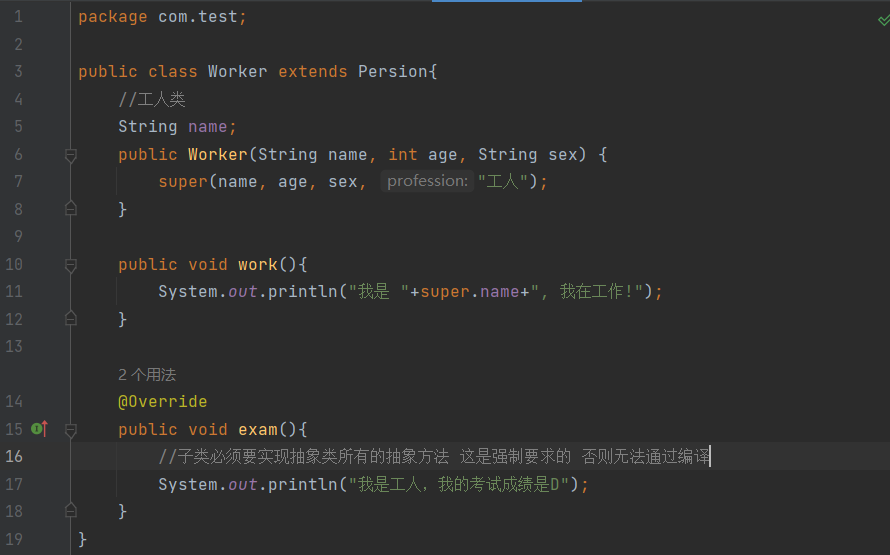 1 package com.test;
2
3 public class Worker extends Persion{
4 //工人类
5 String name;
6 public Worker(String name, int age, String sex) {
7 super(name, age, sex, profession: "工人");
8 }
9
10 public void work(){
11 System.out.println("我是 "+super.name+", 我在工作!");
12 }
13
2 个用法
14 @Override
15 public void exam(){
16 //子类必须要实现抽象类所有的抽象方法 这是强制要求的 否则无法通过编译
17 System.out.println("我是工人，我的考试成绩是D");
18 }
19 }